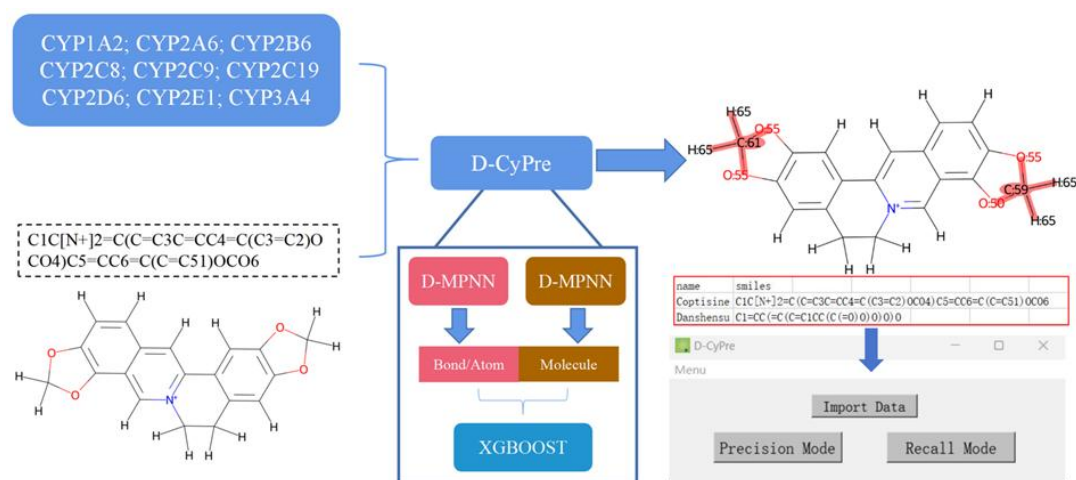 CYP1A2; CYP2A6; CYP2B6
CYP2C8; CYP2C9; CYP2C19
CYP2D6; CYP2E1; CYP3A4
C1C[N+]2=C(C=C3C=CC4=C(C3=C2)O
CO4)C5=CC6=C(C=C51)OCO6
H
H
H
H
O
O
H
H
O
O
H
H
N+
H
H
H
H
H
H
D-CyPre
D-MPNN
D-MPNN
Bond/Atom
Molecule
XGBOOST
H:65
H:65
O:55
C:61
O:55
H
H
H
H
H
H
N+
H
H
H
H
O:55
C:59
H:65
O:50
H:65
name smiles
Coptisine C1C[N+]2=C(C=C3C=CC4=C(C3=C2)OCO4)C5=CC6=C(C=C51)OCO6
Danshensu C1=CC(=C(C=C1CC(C(=O)O)O)O)O
D-CyPre
Menu
Import Data
Precision Mode
Recall Mode